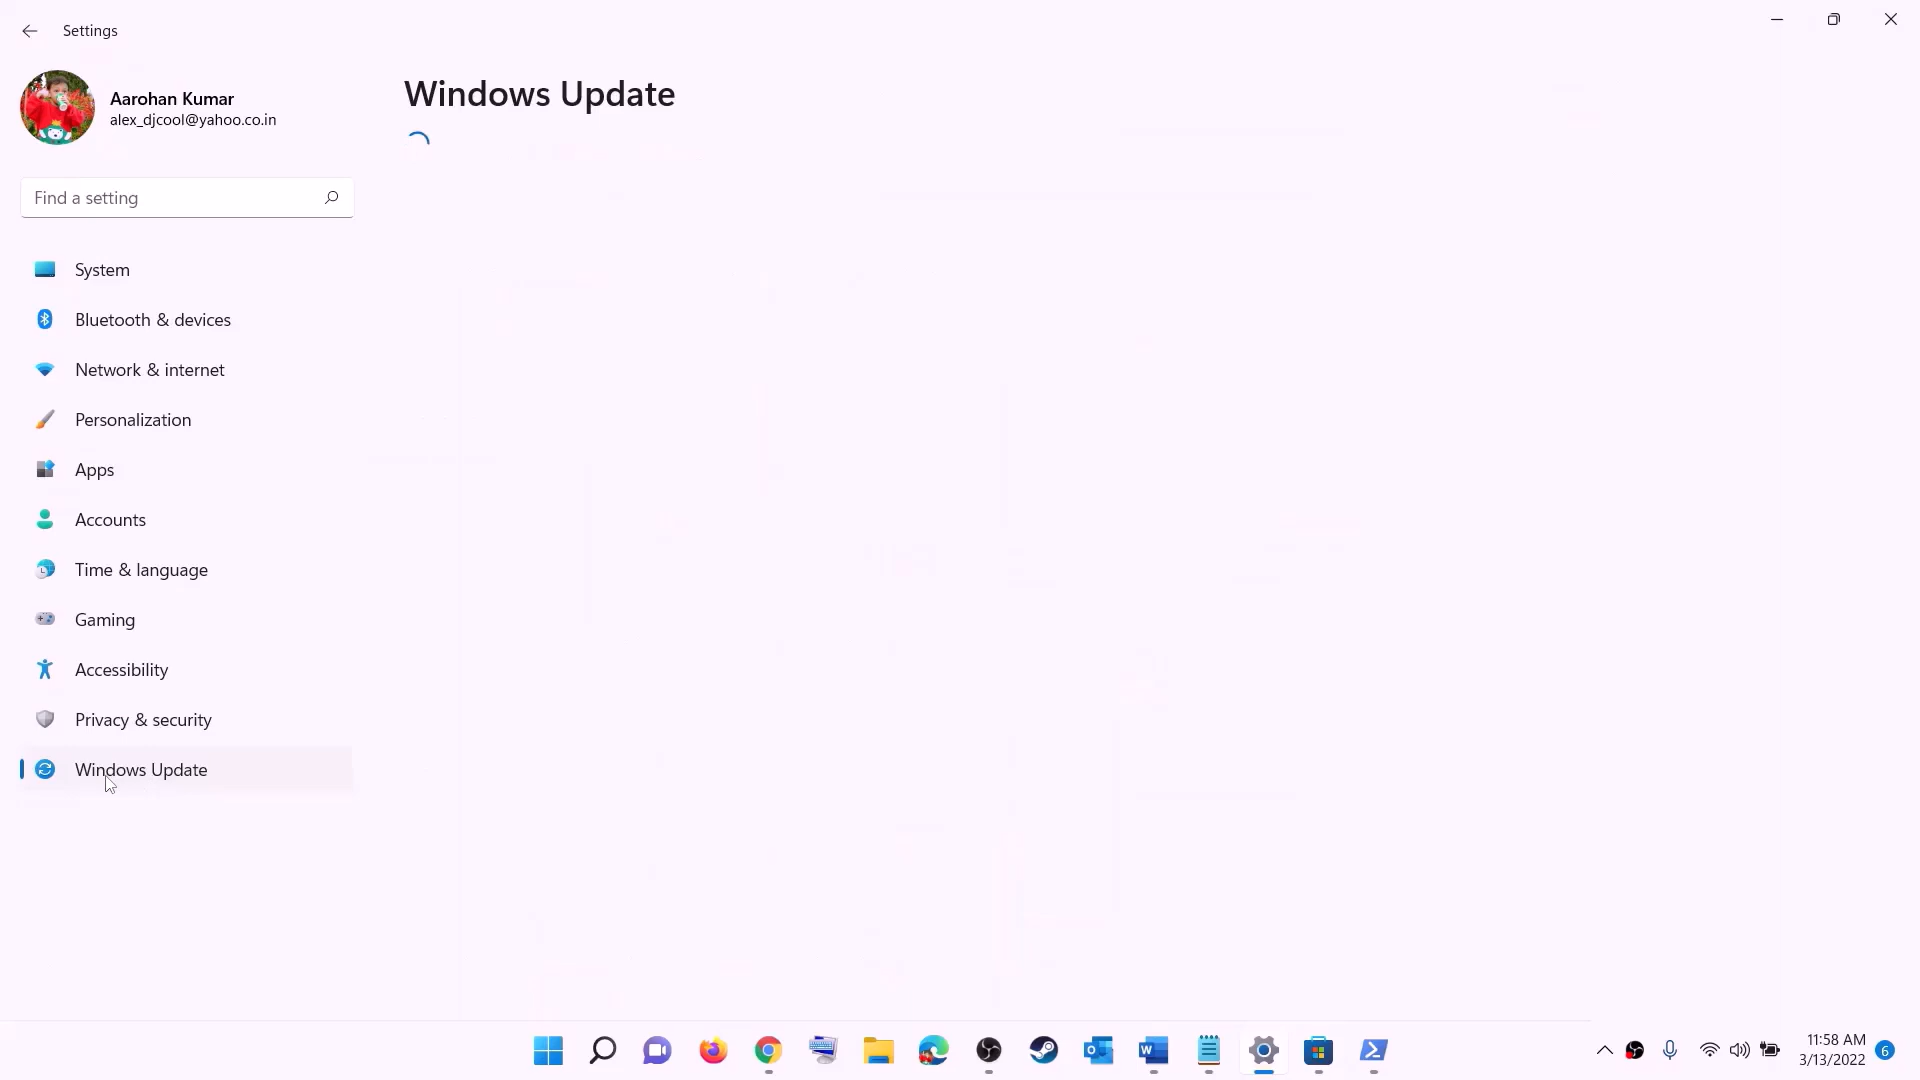 Settings
Aarohan Kumar
alex_djcool@yahoo.co.in
Windows Update
Find a setting
System
Bluetooth & devices
Network & internet
Personalization
Apps
Accounts
Time & language
Gaming
Accessibility
Privacy & security
Windows Update
11:58 AM
3/13/2022
6